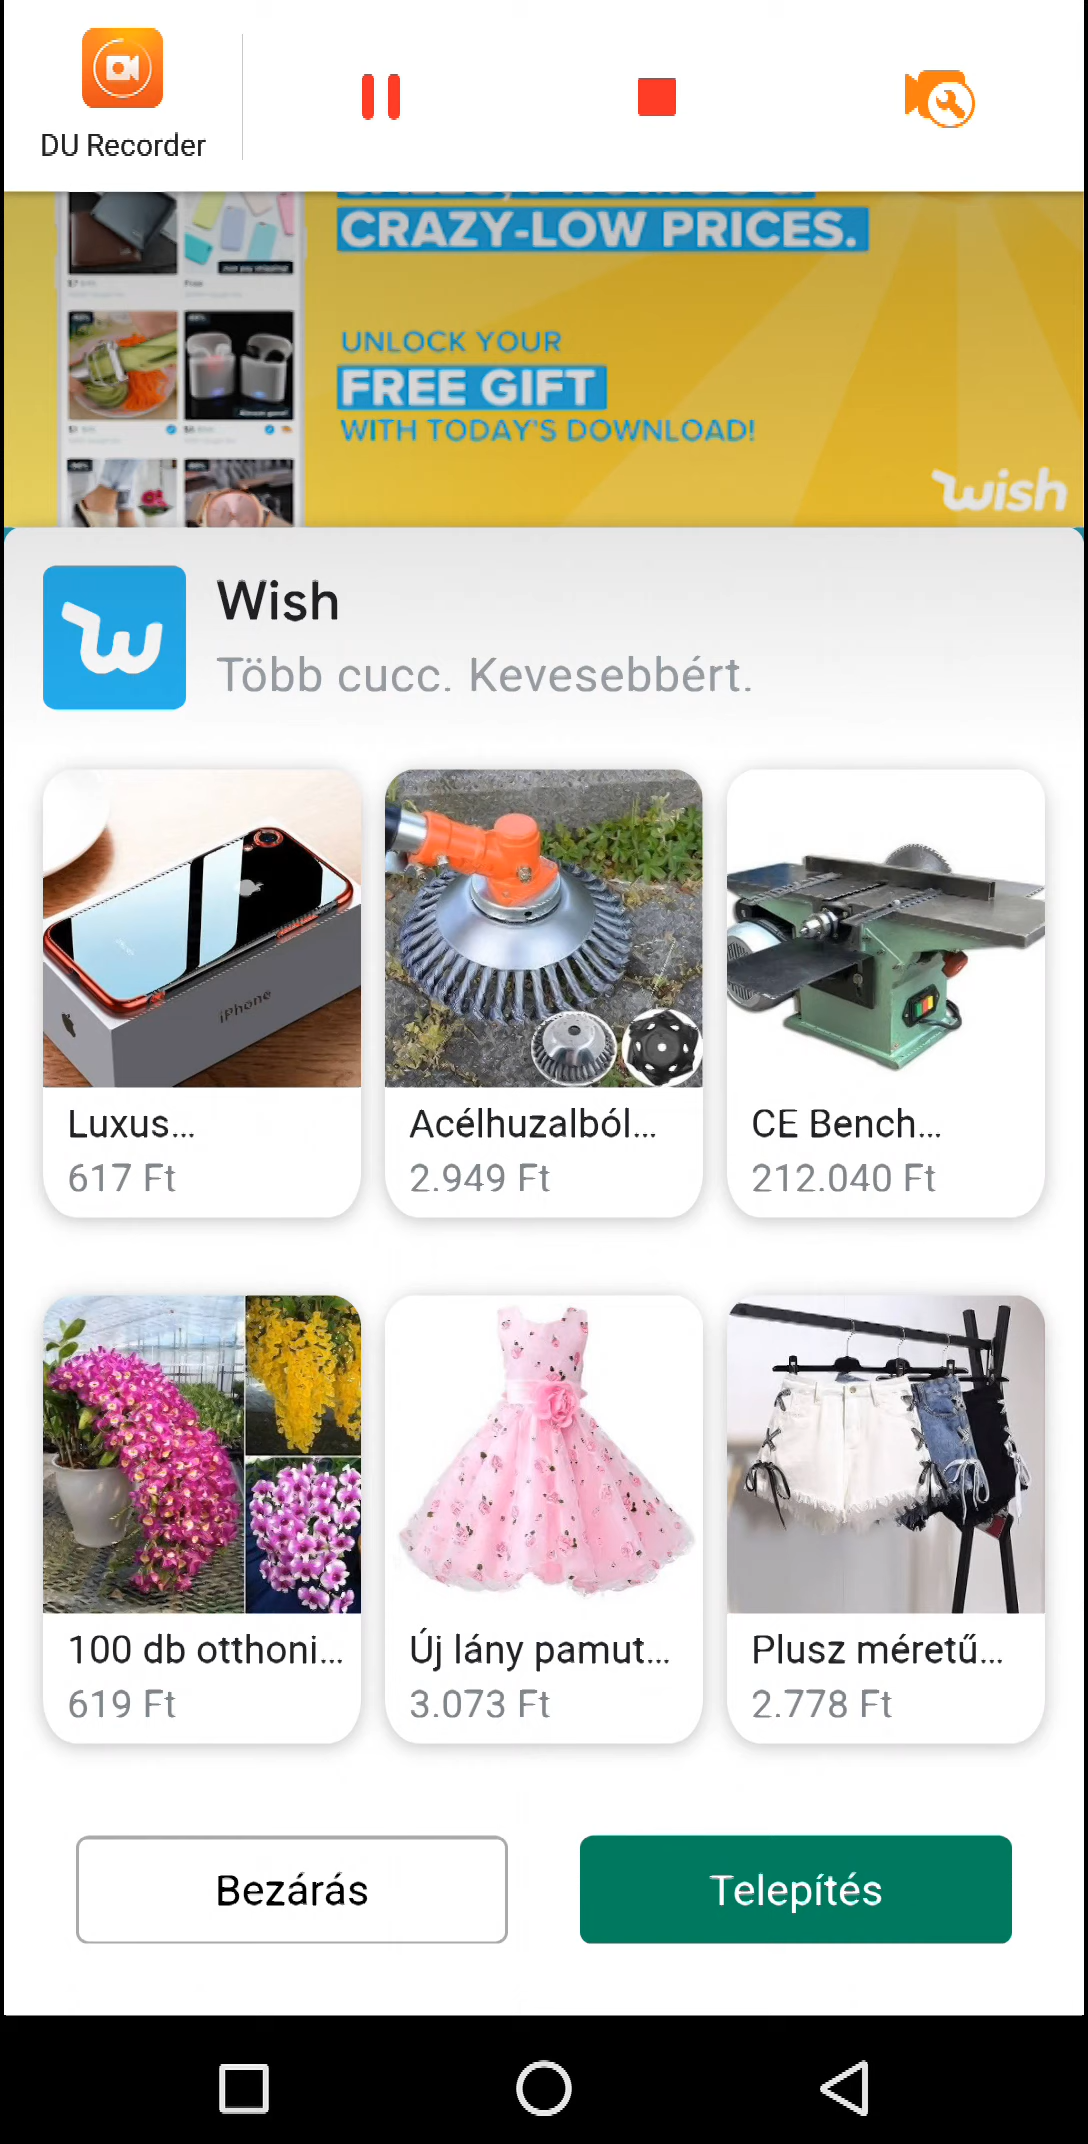 DU Recorder
CRAZY-LOW PRICES.
UNLOCK YOUR
FREE GIFT
WITH TODAY'S DOWNLOAD!
wish
Wish
Több cucc. Kevesebbért.
iPhone
Luxus...
617 Ft
Acélhuzalból...
2.949 Ft
CE Bench...
212.040 Ft
100 db otthoni...
619 Ft
Új lány pamut...
3.073 Ft
Plusz méretű...
2.778 Ft
Bezárás
Telepítés